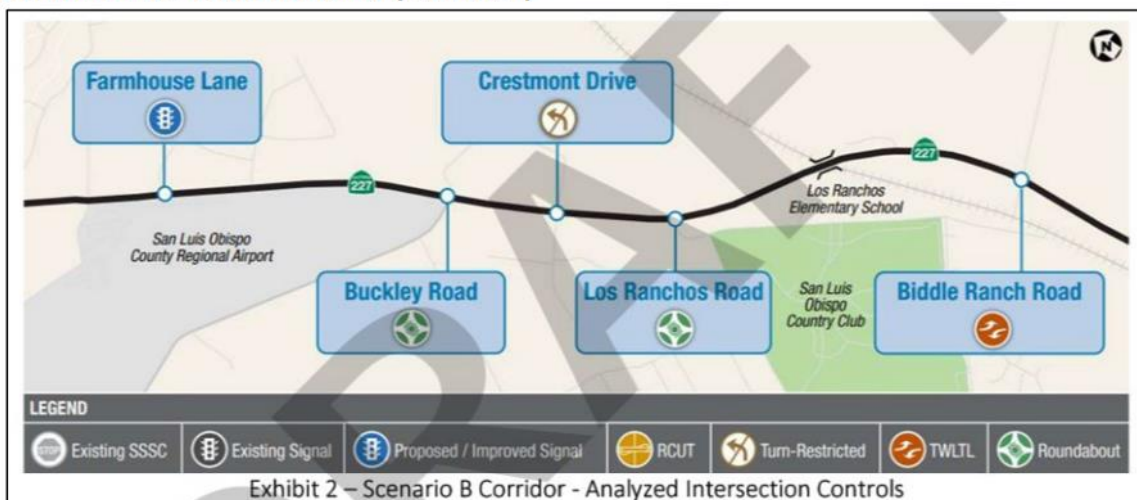 N
Farmhouse Lane
Crestmont Drive
227
227
Los Ranchos
Elementary School
San Luis Obispo
County Regional Airport
Buckley Road
Los Ranchos Road
San Luis
Obispo
Country Club
Biddle Ranch Road
LEGEND
STOP Existing SSSC
Existing Signal
Proposed / Improved Signal
RCUT
Turn-Restricted
TWLTL
Roundabout
Exhibit 2 – Scenario B Corridor - Analyzed Intersection Controls